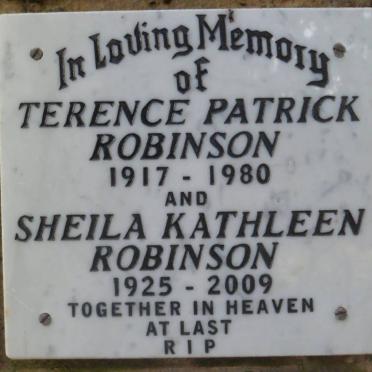 In Loving Memory
of
TERENCE PATRICK
ROBINSON
1917 - 1980
AND
SHEILA KATHLEEN
ROBINSON
1925 - 2009
TOGETHER IN HEAVEN
AT LAST
R I P